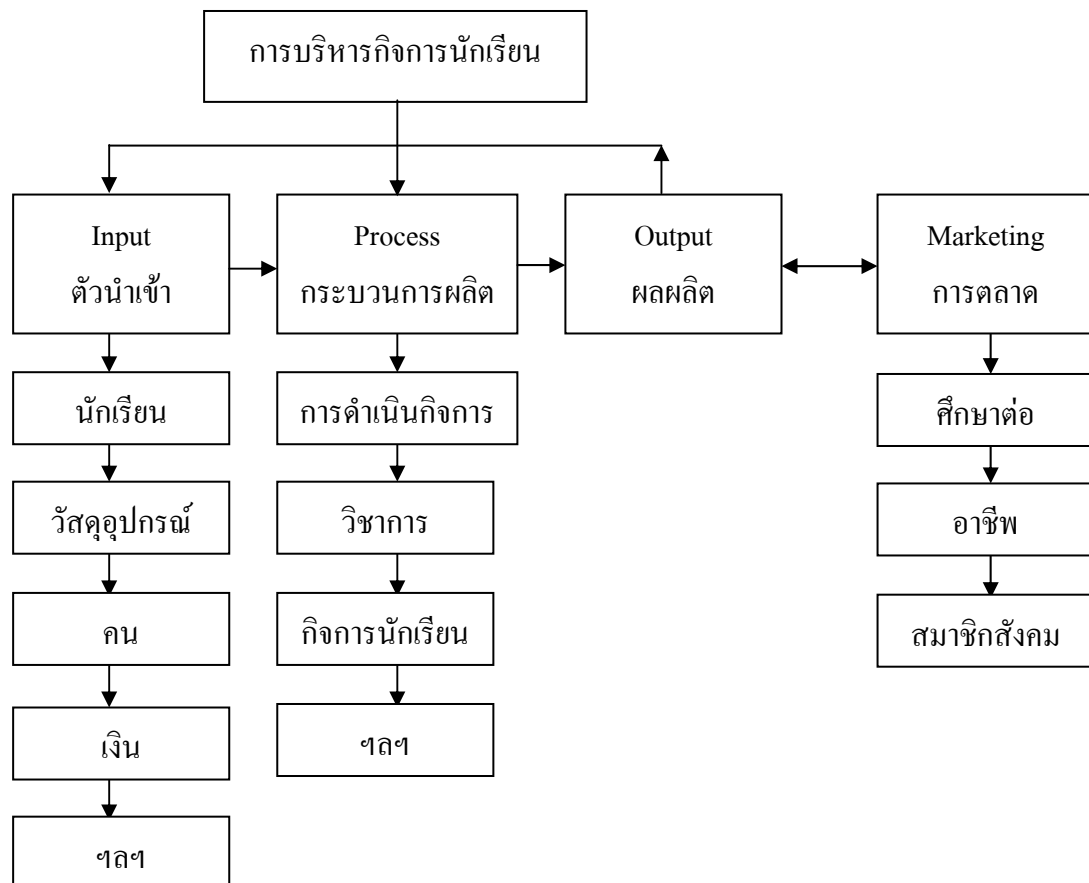 การบริหารกิจการนักเรียน
Input
ตัวนำเข้า
Process
กระบวนการผลิต
Output
ผลผลิต
Marketing
การตลาด
นักเรียน
การดำเนินกิจการ
ศึกษาต่อ
วัสดุอุปกรณ์
วิชาการ
อาชีพ
คน
กิจการนักเรียน
สมาชิกสังคม
เงิน
ฯลฯ
ฯลฯ